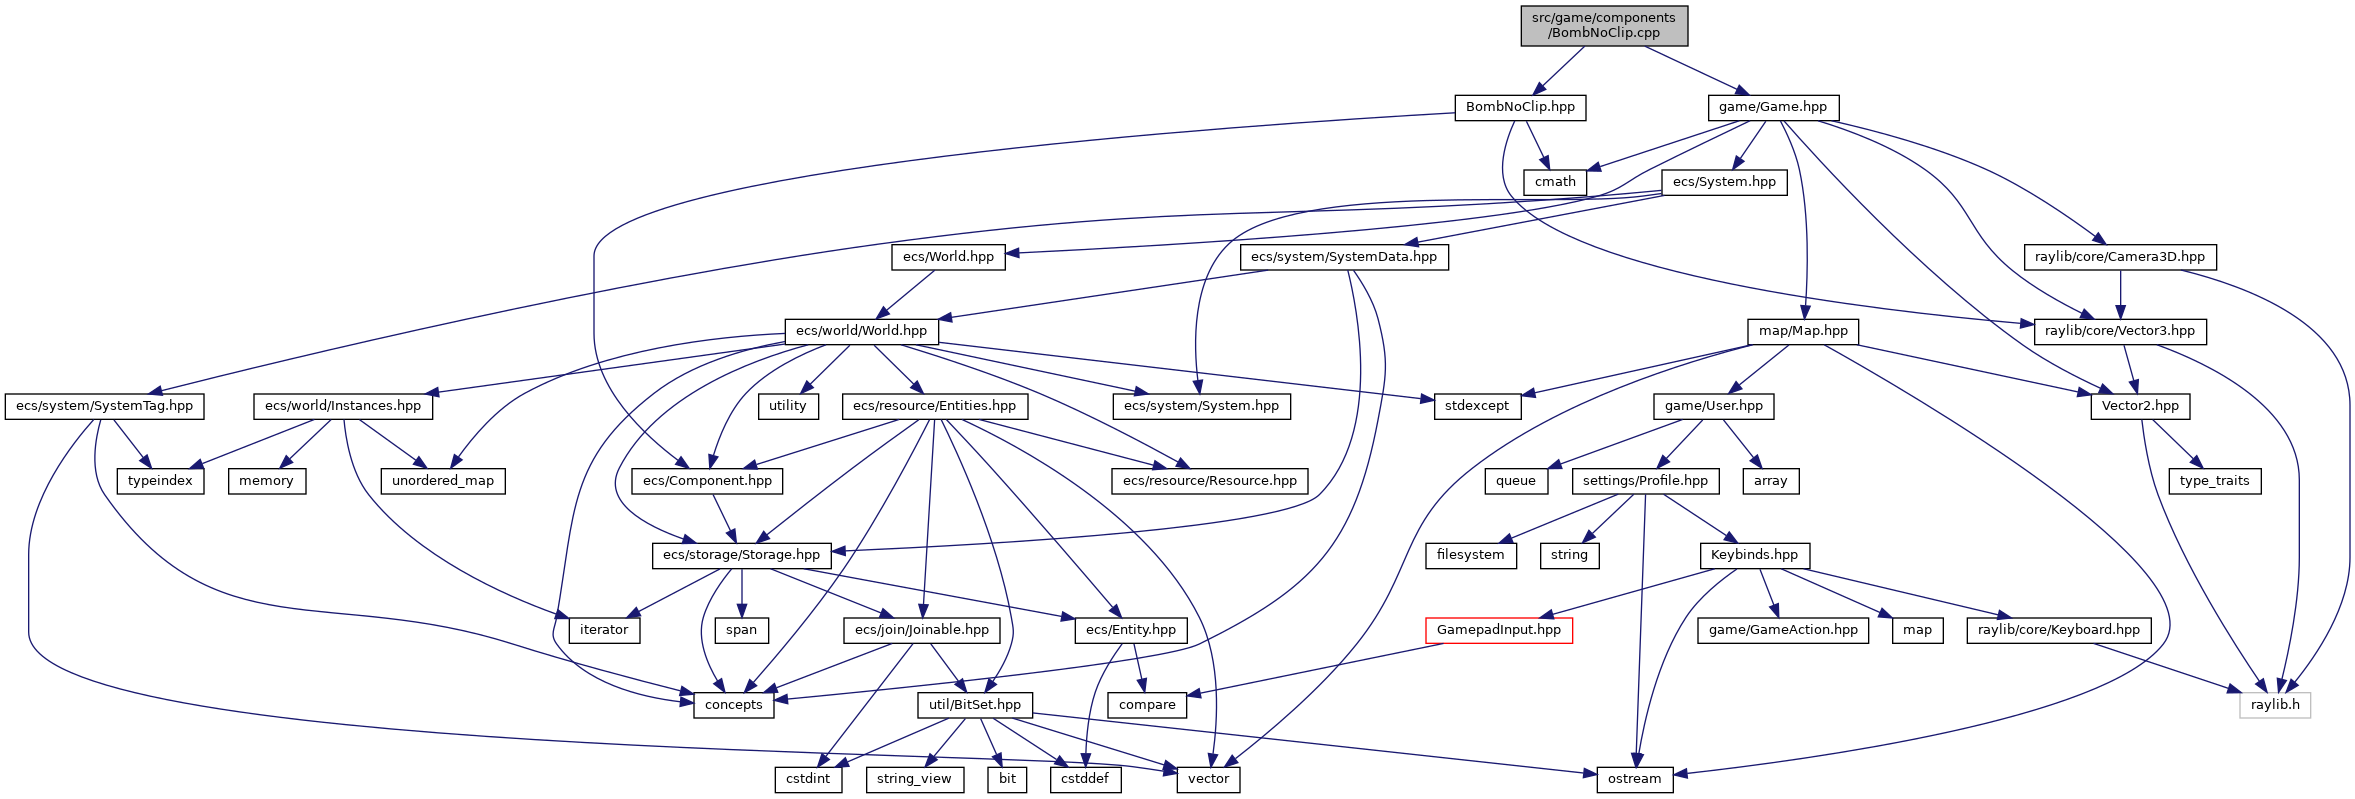 src/game/components
/BombNoClip.cpp
BombNoClip.hpp
game/Game.hpp
cmath
ecs/System.hpp
ecs/World.hpp
ecs/system/SystemData.hpp
raylib/core/Camera3D.hpp
ecs/world/World.hpp
map/Map.hpp
raylib/core/Vector3.hpp
ecs/system/SystemTag.hpp
ecs/world/Instances.hpp
utility
ecs/resource/Entities.hpp
ecs/system/System.hpp
stdexcept
game/User.hpp
Vector2.hpp
typeindex
memory
unordered_map
ecs/Component.hpp
ecs/resource/Resource.hpp
queue
settings/Profile.hpp
array
type_traits
ecs/storage/Storage.hpp
filesystem
string
Keybinds.hpp
iterator
span
ecs/join/Joinable.hpp
ecs/Entity.hpp
GamepadInput.hpp
game/GameAction.hpp
map
raylib/core/Keyboard.hpp
concepts
util/BitSet.hpp
compare
raylib.h
cstdint
string_view
bit
cstddef
vector
ostream